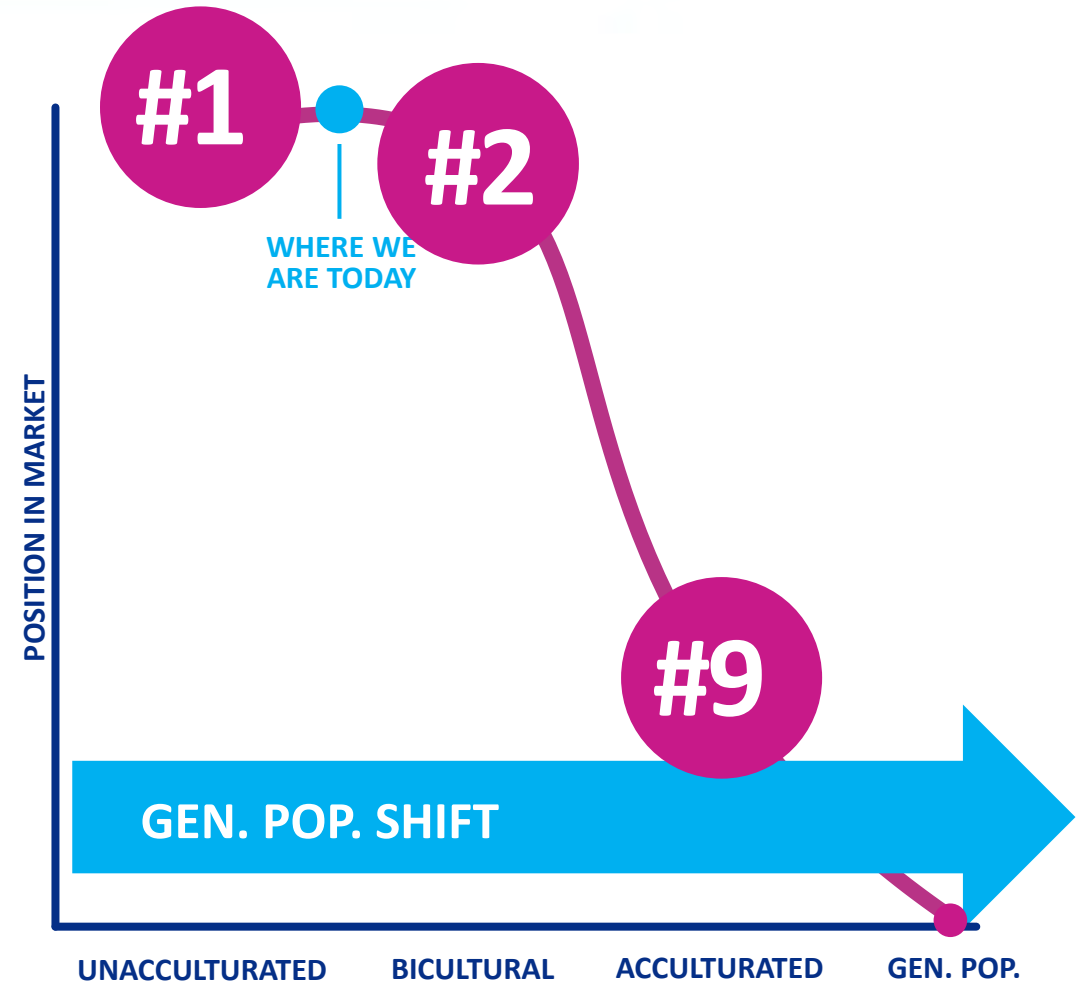 #1
#2
WHERE WE
ARE TODAY
POSITION IN MARKET
#9
GEN. POP. SHIFT
UNACCULTURATED
BICULTURAL
ACCULTURATED
GEN. POP.